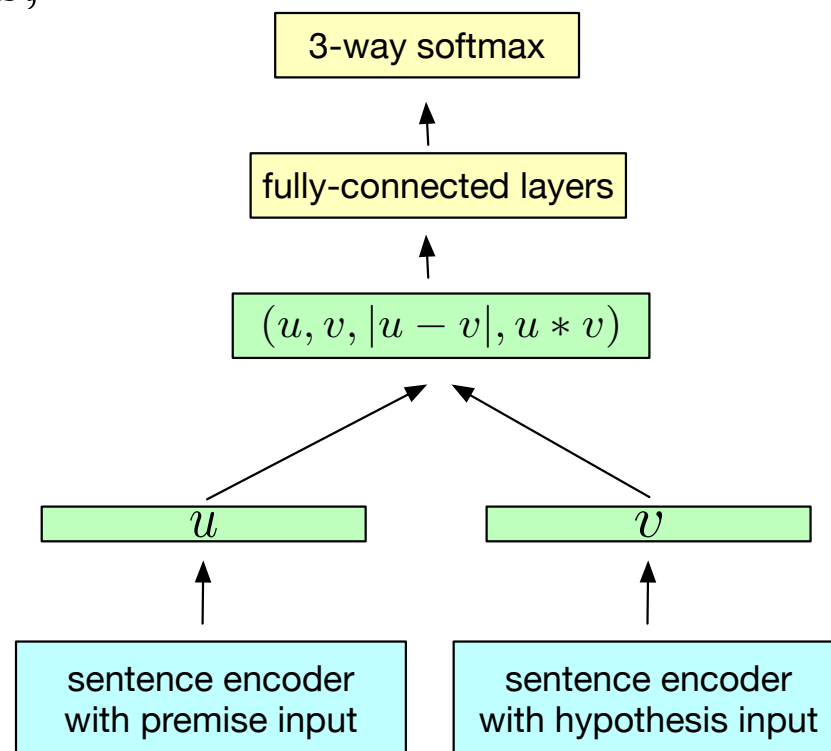 3-way softmax
fully-connected layers
(u, v, |u − v|, u ∗ v)
u
v
sentence encoder
with premise input
sentence encoder
with hypothesis input